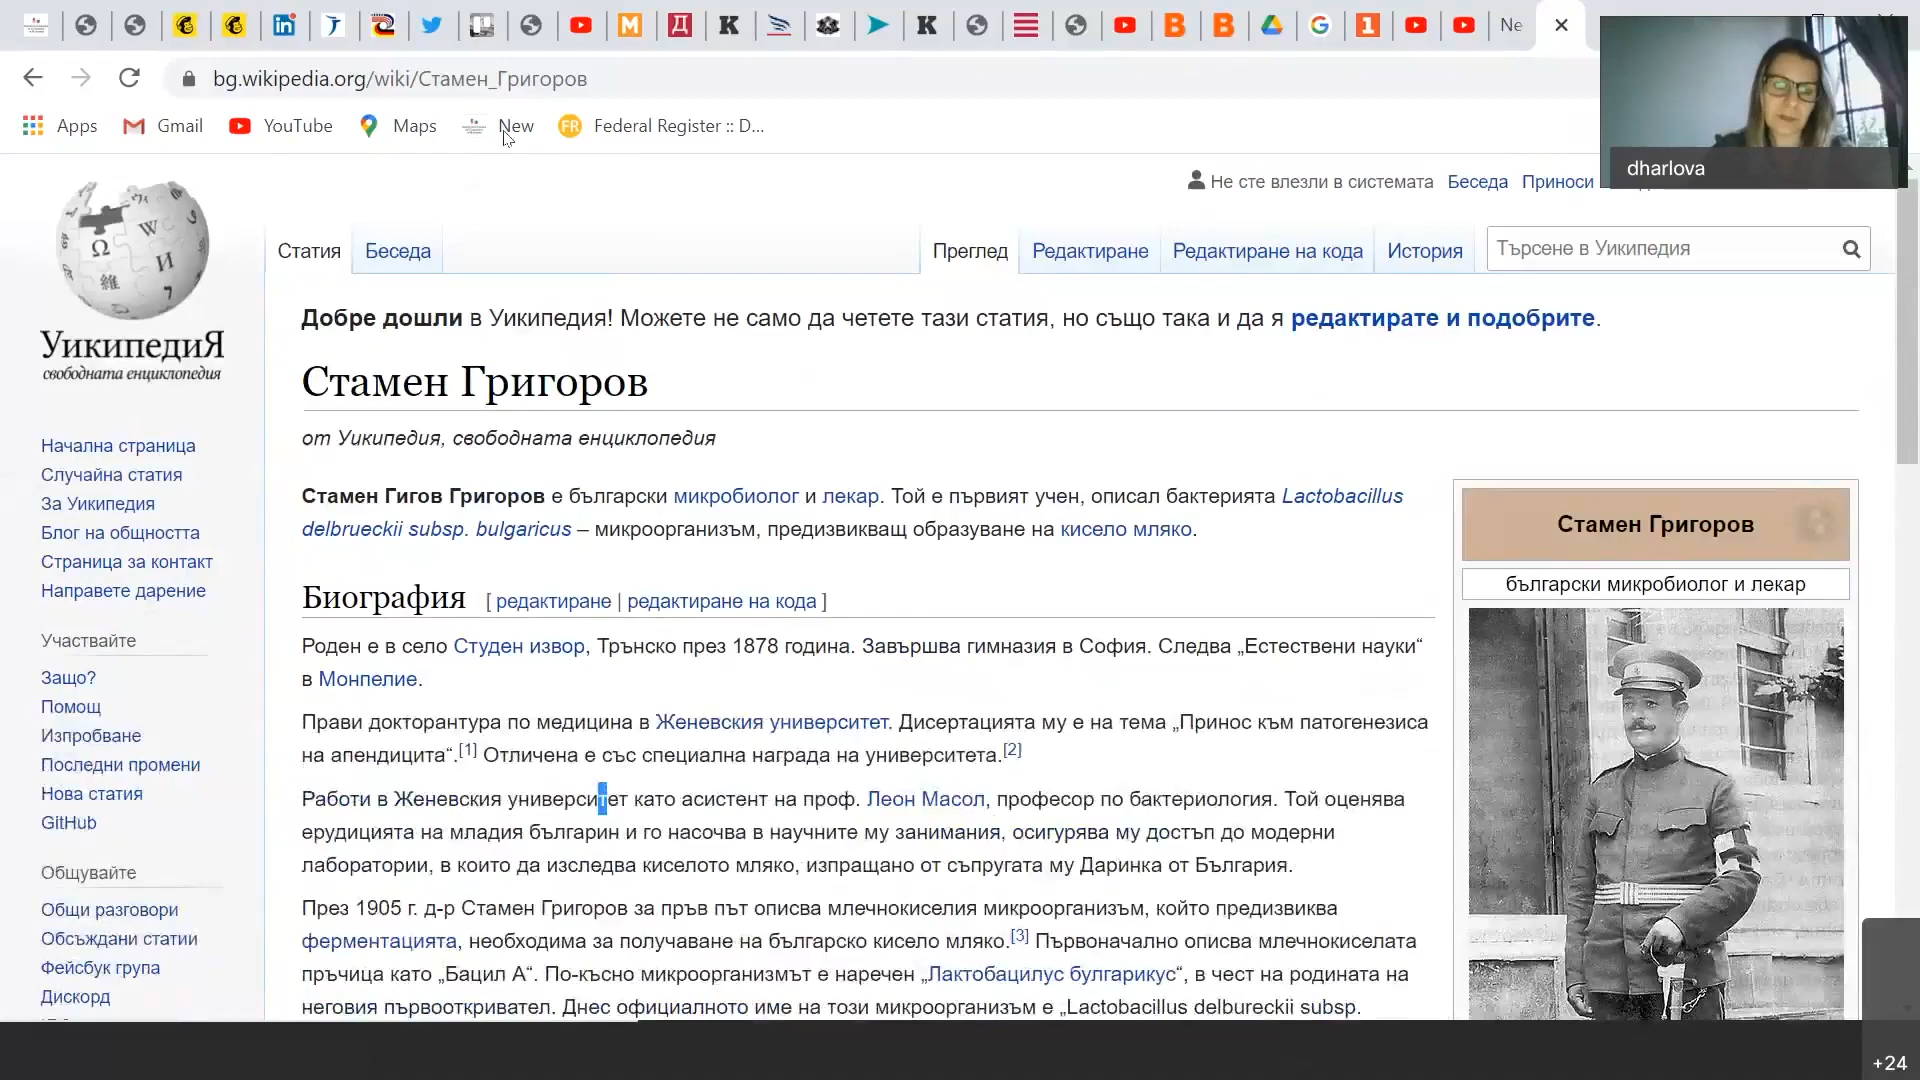 Ne
bg.wikipedia.org/wiki/Стамен_Григоров
Apps Gmail YouTube Maps New Federal Register :: D...
dharlova
Не сте влезли в системата Беседа Приноси
Статия Беседа Преглед Редактиране Редактиране на кода История Търсене в Уикипедия
УикипедиЯ
свободната енциклопедия
Начална страница
Случайна статия
За Уикипедия
Блог на общността
Страница за контакт
Направете дарение
Участвайте
Защо?
Помощ
Изпробване
Последни промени
Нова статия
GitHub
Общувайте
Общи разговори
Обсъждани статии
Фейсбук група
Дискорд
Добре дошли в Уикипедия! Можете не само да четете тази статия, но също така и да я редактирате и подобрите.
Стамен Григоров
от Уикипедия, свободната енциклопедия
Стамен Гигов Григоров е български микробиолог и лекар. Той е първият учен, описал бактерията Lactobacillus
delbrueckii subsp. bulgaricus – микроорганизъм, предизвикващ образуване на кисело мляко.
Биография [ редактиране | редактиране на кода ]
Роден е в село Студен извор, Трънско през 1878 година. Завършва гимназия в София. Следва „Естествени науки“
в Монпелие.
Прави докторантура по медицина в Женевския университет. Дисертацията му е на тема „Принос към патогенезиса
на апендицита“.[1] Отличена е със специална награда на университета.[2]
Работи в Женевския университет като асистент на проф. Леон Масол, професор по бактериология. Той оценява
ерудицията на младия българин и го насочва в научните му занимания, осигурява му достъп до модерни
лаборатории, в които да изследва киселото мляко, изпращано от съпругата му Даринка от България.
През 1905 г. д-р Стамен Григоров за пръв път описва млечнокиселия микроорганизъм, който предизвиква
ферментацията, необходима за получаване на българско кисело мляко.[3] Първоначално описва млечнокиселата
пръчица като „Бацил А“. По-късно микроорганизмът е наречен „Лактобацилус булгарикус“, в чест на родината на
неговия първооткривател. Днес официалното име на този микроорганизъм е „Lactobacillus delbureckii subsp.
Стамен Григоров
български микробиолог и лекар
+24